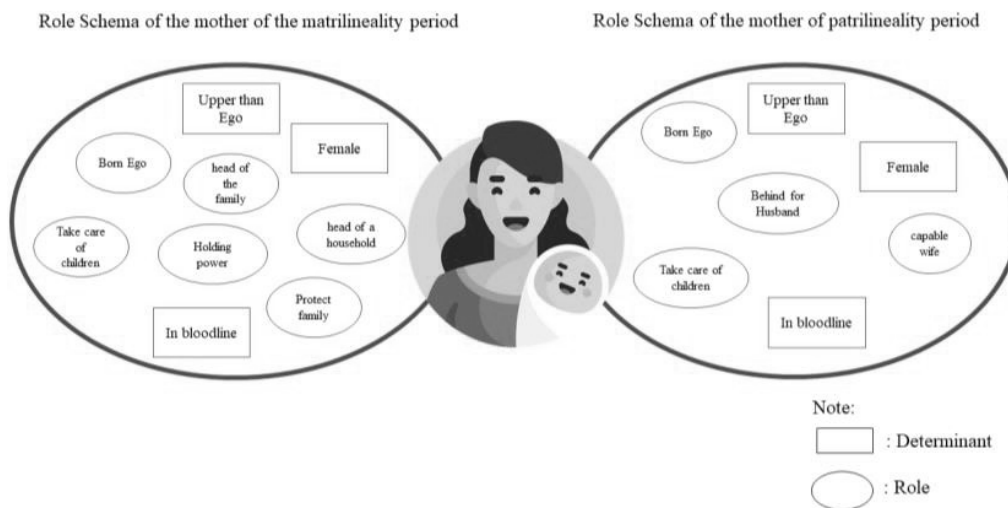 Role Schema of the mother of the matrilineality period
Role Schema of the mother of patrilineality period
Upper than
Ego
Female
Born Ego
head of
the
family
Take care
of
children
Holding
power
head of a
household
Protect
family
In bloodline
Upper than
Ego
Born Ego
Female
Behind for
Husband
capable
wife
Take care of
children
In bloodline
Note:
: Determinant
: Role